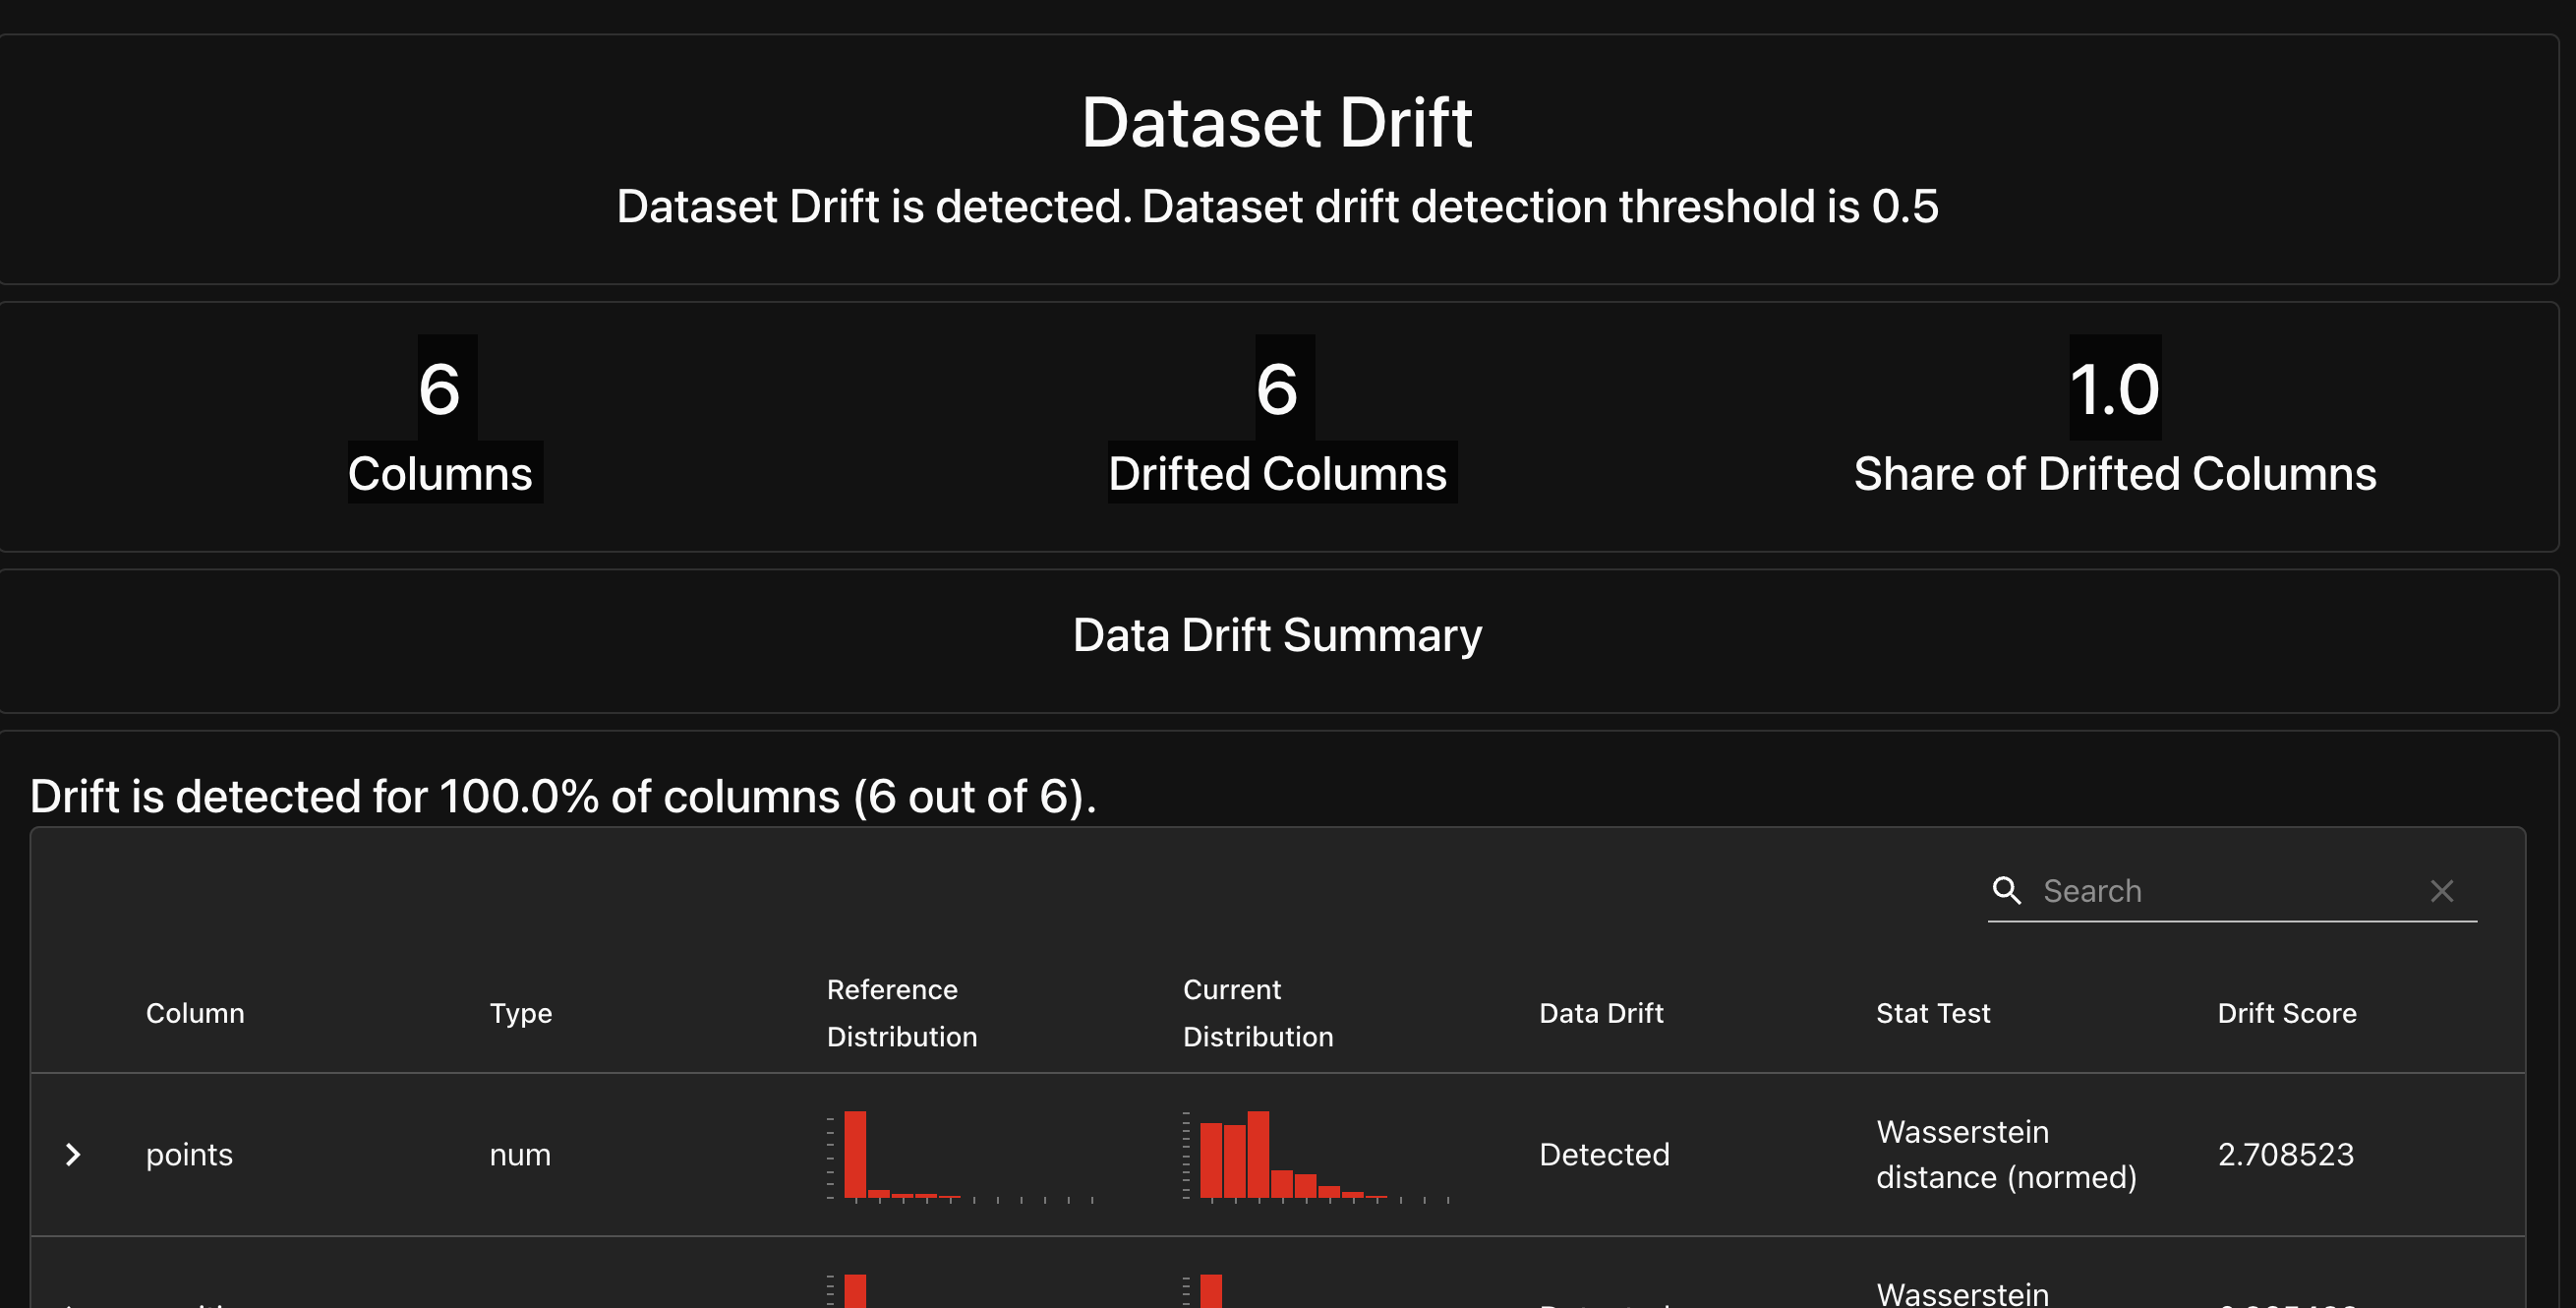 Dataset Drift
Dataset Drift is detected. Dataset drift detection threshold is 0.5
6
Columns
6
Drifted Columns
1.0
Share of Drifted Columns
Data Drift Summary
Drift is detected for 100.0% of columns (6 out of 6).
Search
Column
Type
Reference
Distribution
Current
Distribution
Data Drift
Stat Test
Drift Score
points
num
Detected
Wasserstein
distance (normed)
2.708523
Wasserstein